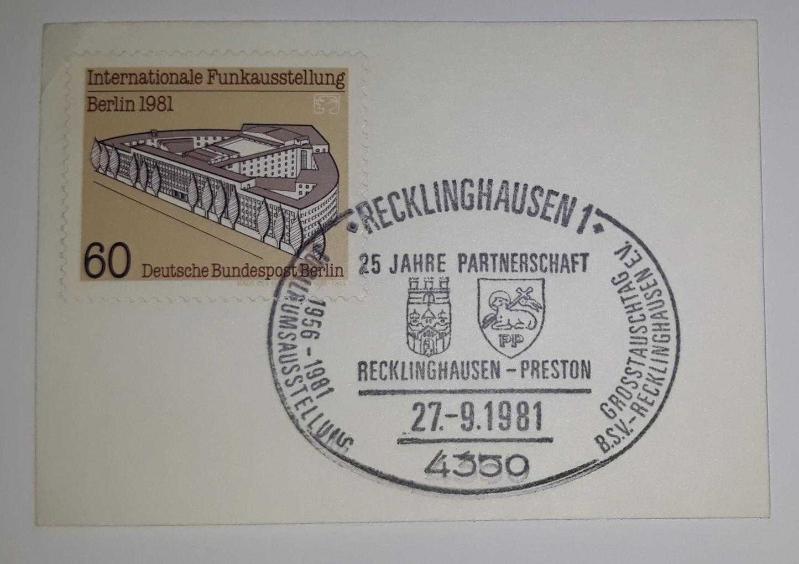 Internationale Funkausstellung
Berlin 1981
60 Deutsche Bundespost Berlin
RECKLINGHAUSEN 1
25 JAHRE PARTNERSCHAFT
PP
RECKLINGHAUSEN - PRESTON
27.-9.1981
4350
1956 - 1981
JUBILÄUMSAUSSTELLUNG
GROSSTAUSCHTAG
B.S.V.-RECKLINGHAUSEN E.V.